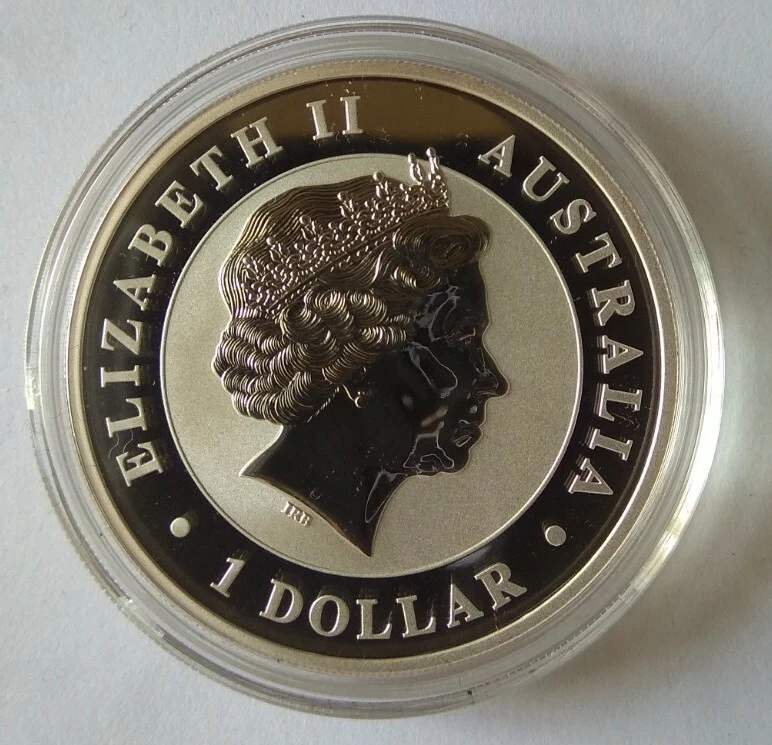 ELIZABETH II
AUSTRALIA
IRB
• 1 DOLLAR •